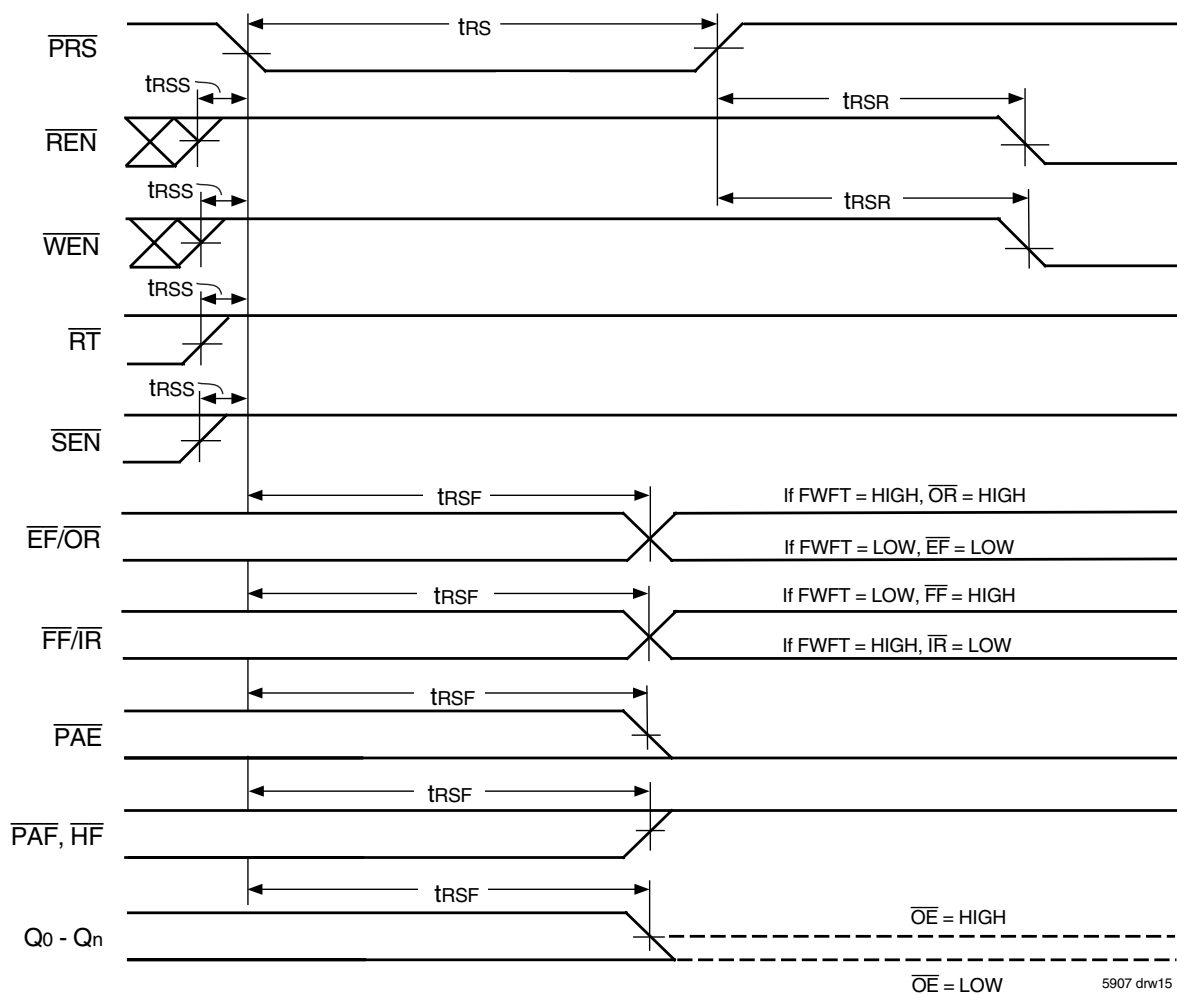 tRS
PRS
tRSS
tRSR
REN
tRSS
tRSR
WEN
tRSS
RT
tRSS
SEN
tRSF
If FWFT = HIGH, OR = HIGH
EF/OR
If FWFT = LOW, EF = LOW
tRSF
If FWFT = LOW, FF = HIGH
FF/IR
If FWFT = HIGH, IR = LOW
tRSF
PAE
tRSF
PAF, HF
tRSF
OE = HIGH
Q0 - Qn
OE = LOW
5907 drw15